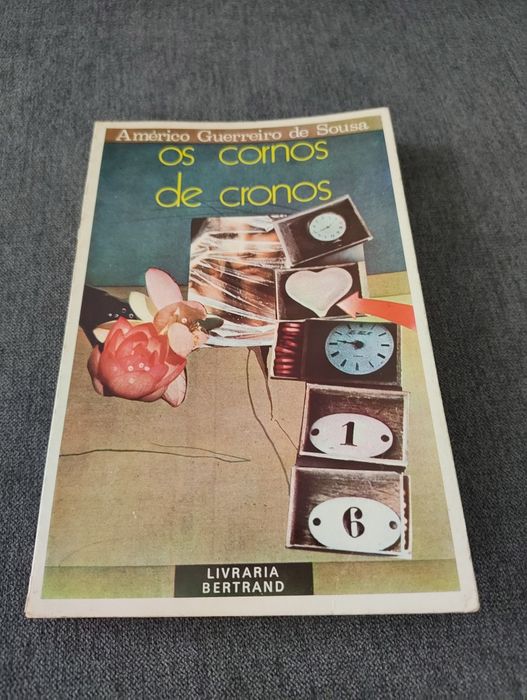 Américo Guerreiro de Sousa
os cornos
de cronos
1
6
LIVRARIA
BERTRAND